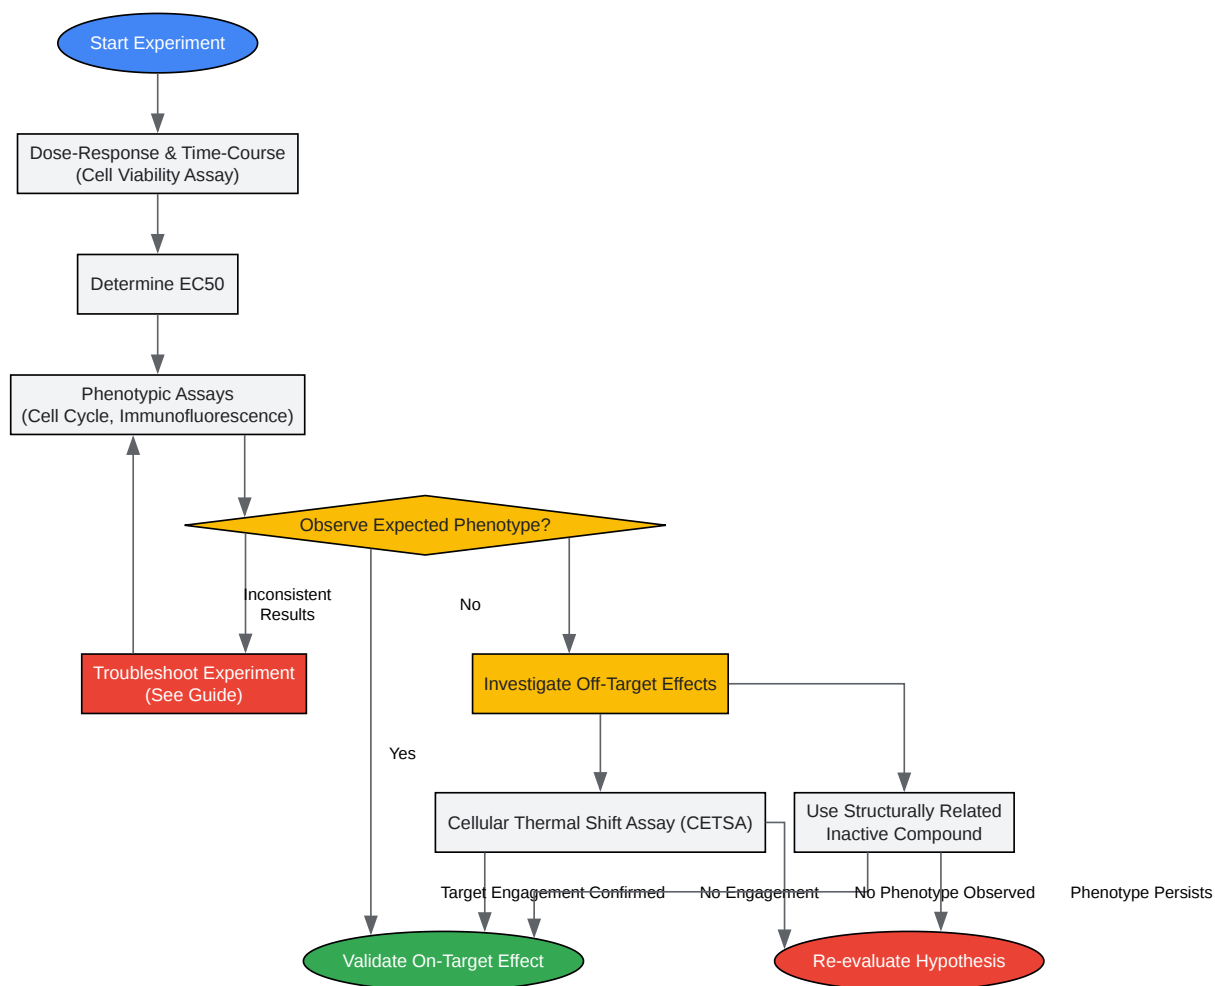 Start Experiment
Dose-Response & Time-Course
(Cell Viability Assay)
Determine EC50
Phenotypic Assays
(Cell Cycle, Immunofluorescence)
Observe Expected Phenotype?
Inconsistent
Results
No
Troubleshoot Experiment
(See Guide)
Investigate Off-Target Effects
Yes
Cellular Thermal Shift Assay (CETSA)
Use Structurally Related
Inactive Compound
Target Engagement Confirmed
No Engagement
No Phenotype Observed
Phenotype Persists
Validate On-Target Effect
Re-evaluate Hypothesis